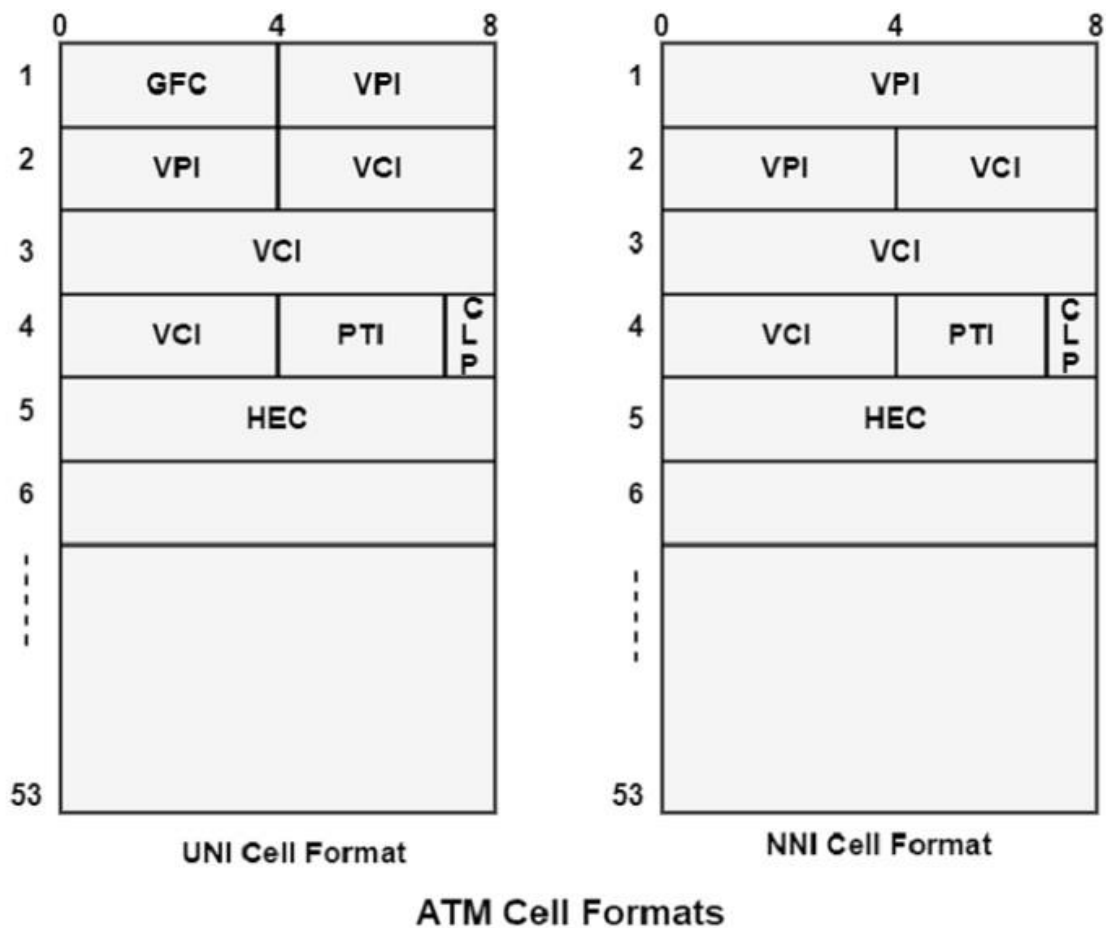 0 4 8
1 GFC VPI
2 VPI VCI
3 VCI
4 VCI PTI CLP
5 HEC
6
53
UNI Cell Format
0 4 8
1 VPI
2 VPI VCI
3 VCI
4 VCI PTI CLP
5 HEC
6
53
NNI Cell Format
ATM Cell Formats